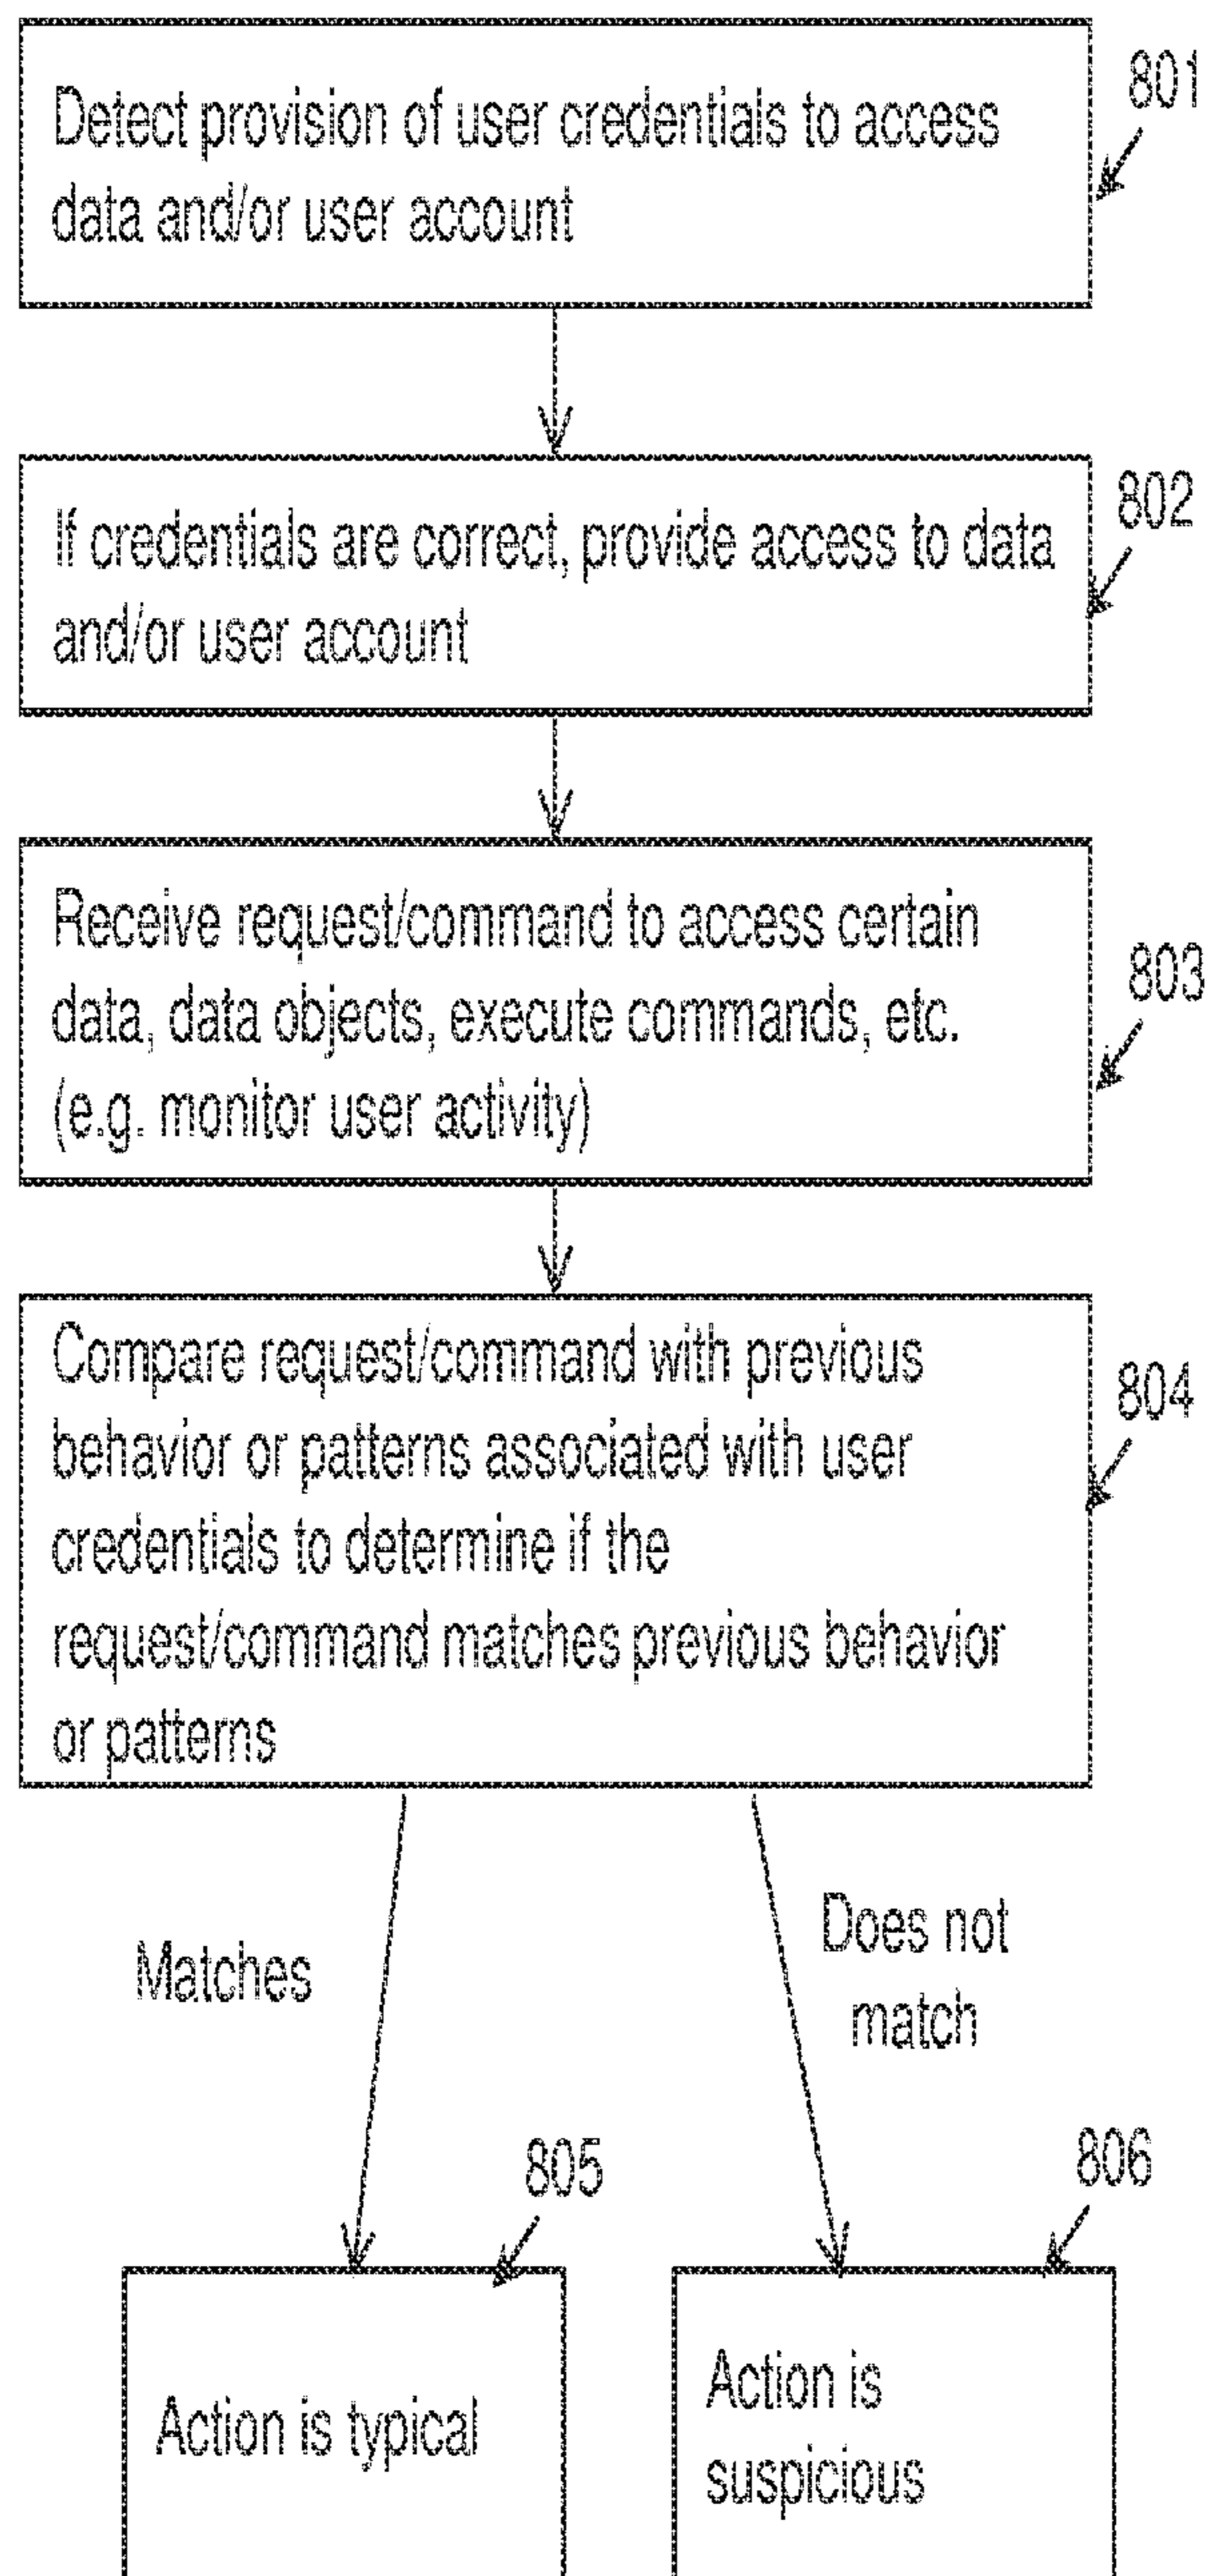 Detect provision of user credentials to access
data and/or user account
801
If credentials are correct, provide access to data
and/or user account
802
Receive request/command to access certain
data, data objects, execute commands, etc.
(e.g. monitor user activity)
803
Compare request/command with previous
behavior or patterns associated with user
credentials to determine if the
request/command matches previous behavior
or patterns
804
Matches
Does not
match
805
806
Action is typical
Action is
suspicious